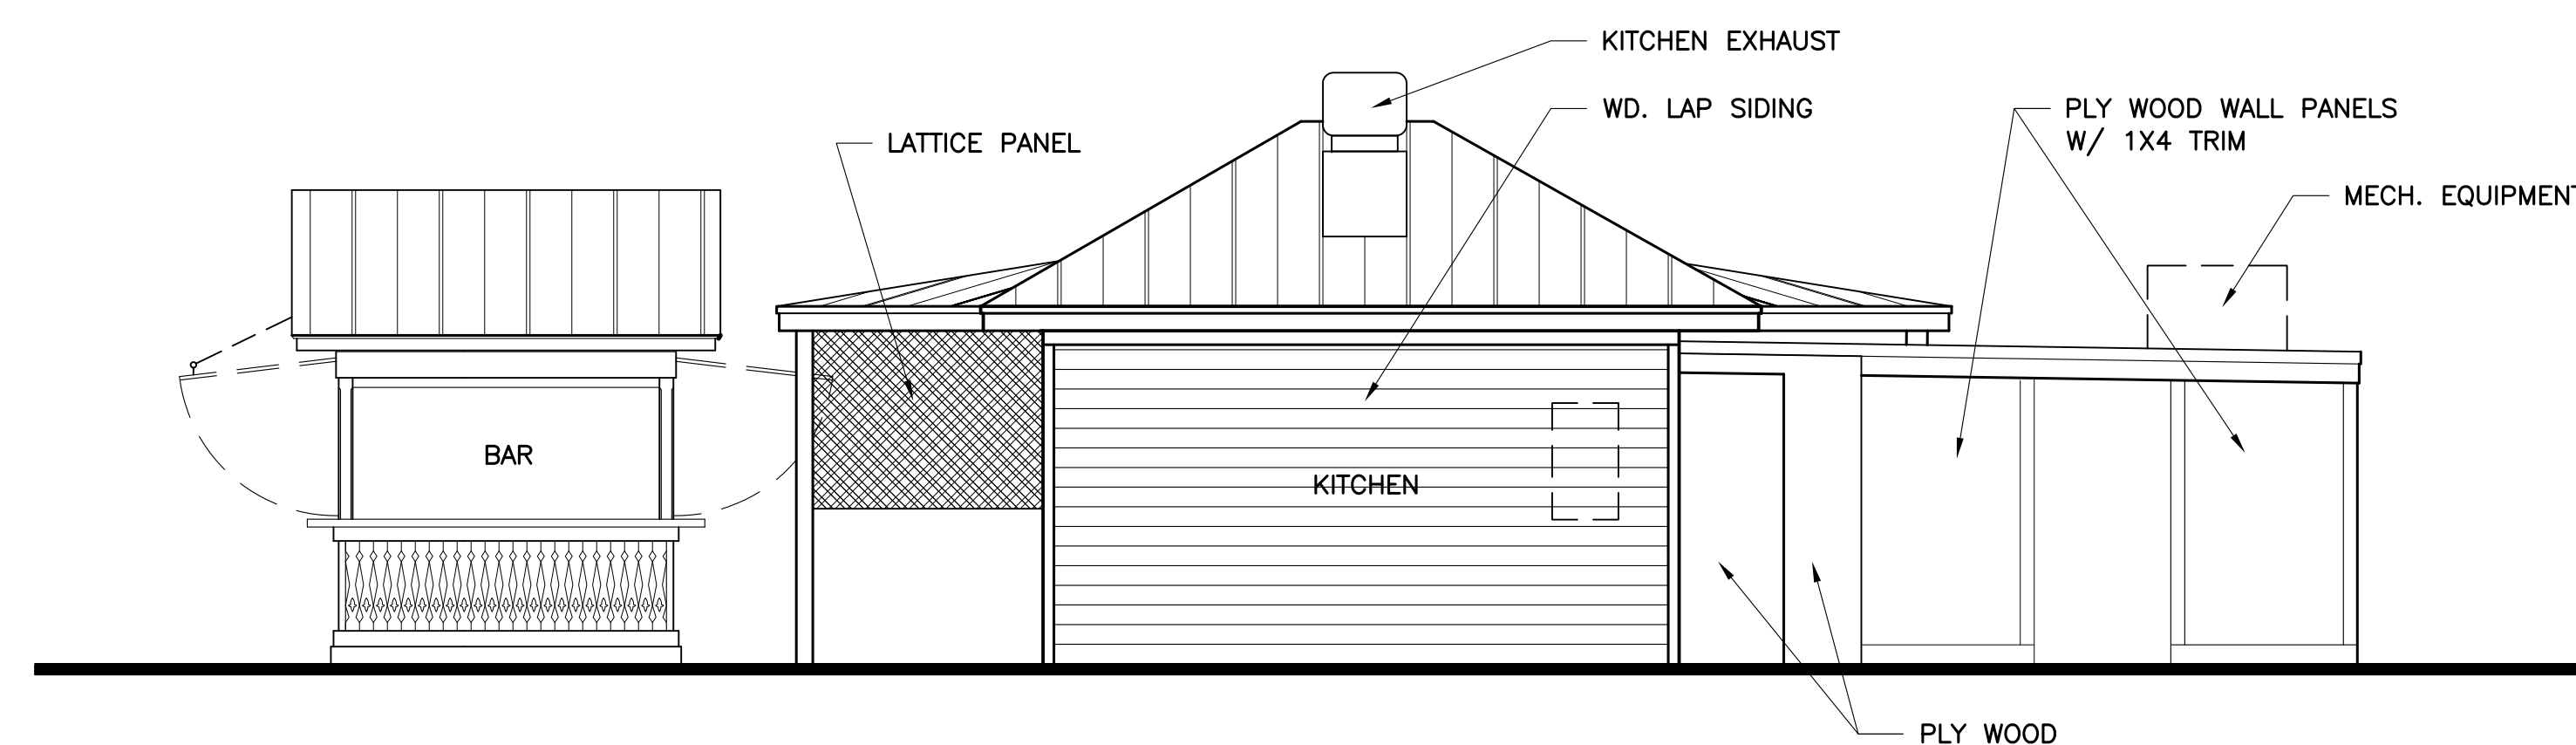 KITCHEN EXHAUST
WD. LAP SIDING
PLY WOOD WALL PANELS
W/ 1X4 TRIM
LATTICE PANEL
MECH. EQUIPMENT
BAR
KITCHEN
PLY WOOD